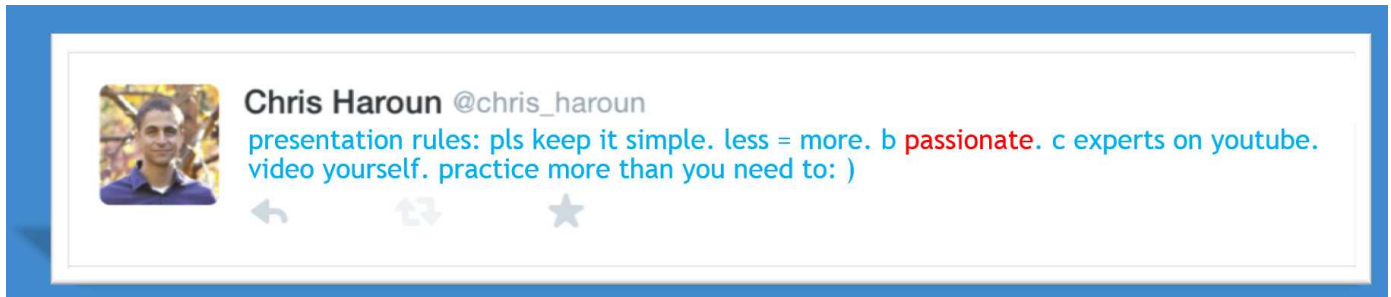 Chris Haroun @chris_haroun
presentation rules: pls keep it simple. less = more. b passionate. c experts on youtube.
video yourself. practice more than you need to: )